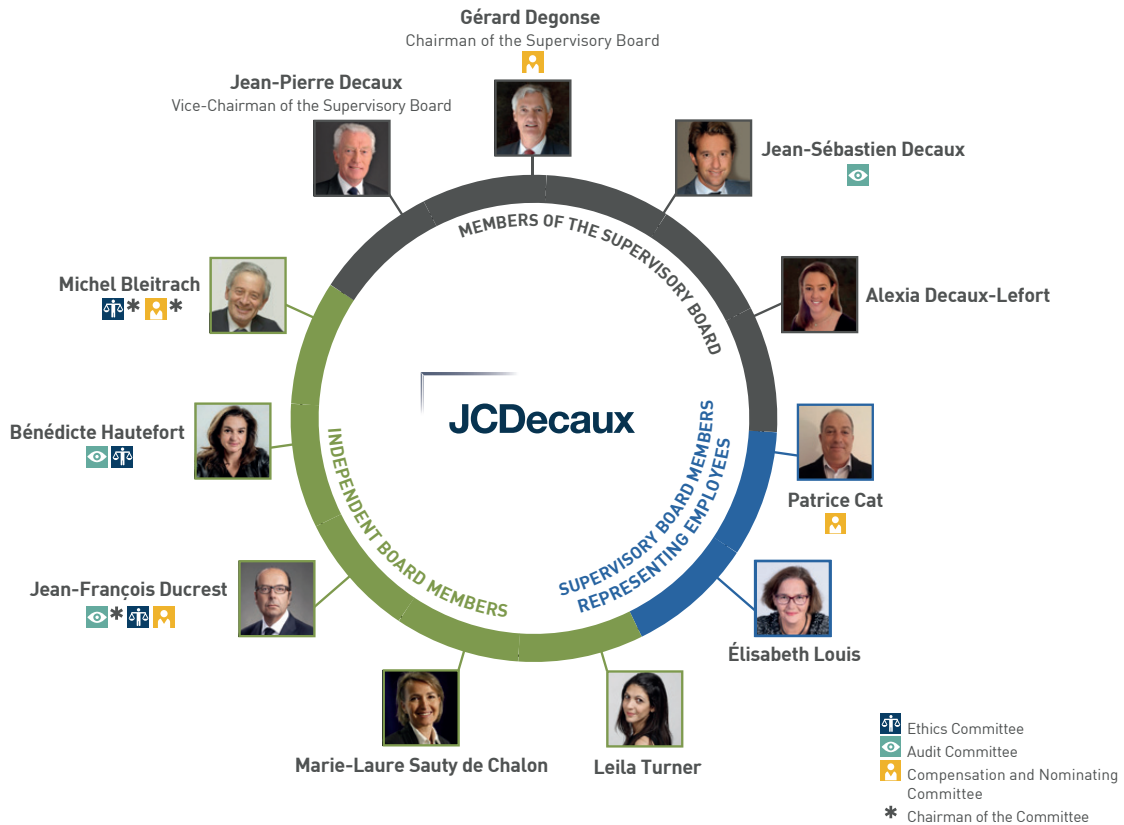 Gérard Degonse
Chairman of the Supervisory Board
Jean-Pierre Decaux
Vice-Chairman of the Supervisory Board
Jean-Sébastien Decaux
MEMBERS OF THE SUPERVISORY BOARD
Michel Bleitrach
* *
Alexia Decaux-Lefort
JCDecaux
Bénédicte Hautefort
INDEPENDENT BOARD MEMBERS
SUPERVISORY BOARD MEMBERS
REPRESENTING EMPLOYEES
Patrice Cat
Jean-François Ducrest
*
Élisabeth Louis
Marie-Laure Sauty de Chalon
Leila Turner
Ethics Committee
Audit Committee
Compensation and Nominating
Committee
* Chairman of the Committee